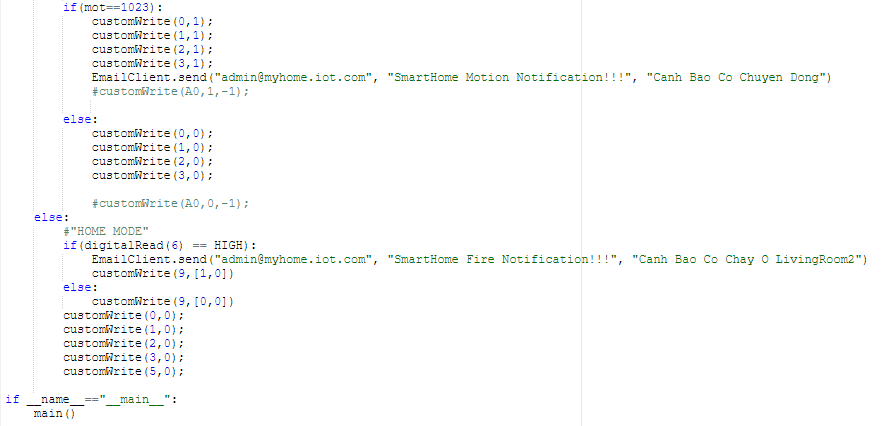 if(mot==1023):
customWrite(0,1);
customWrite(1,1);
customWrite(2,1);
customWrite(3,1);
EmailClient.send("admin@myhome.iot.com", "SmartHome Motion Notification!!!", "Canh Bao Co Chuyen Dong")
#customWrite(A0,1,-1);
else:
customWrite(0,0);
customWrite(1,0);
customWrite(2,0);
customWrite(3,0);
#customWrite(A0,0,-1);
else:
#"HOME MODE"
if(digitalRead(6) == HIGH):
EmailClient.send("admin@myhome.iot.com", "SmartHome Fire Notification!!!", "Canh Bao Co Chay O LivingRoom2")
customWrite(9,[1,0])
else:
customWrite(9,[0,0])
customWrite(0,0);
customWrite(1,0);
customWrite(2,0);
customWrite(3,0);
customWrite(5,0);
if __name__=="__main__":
main()